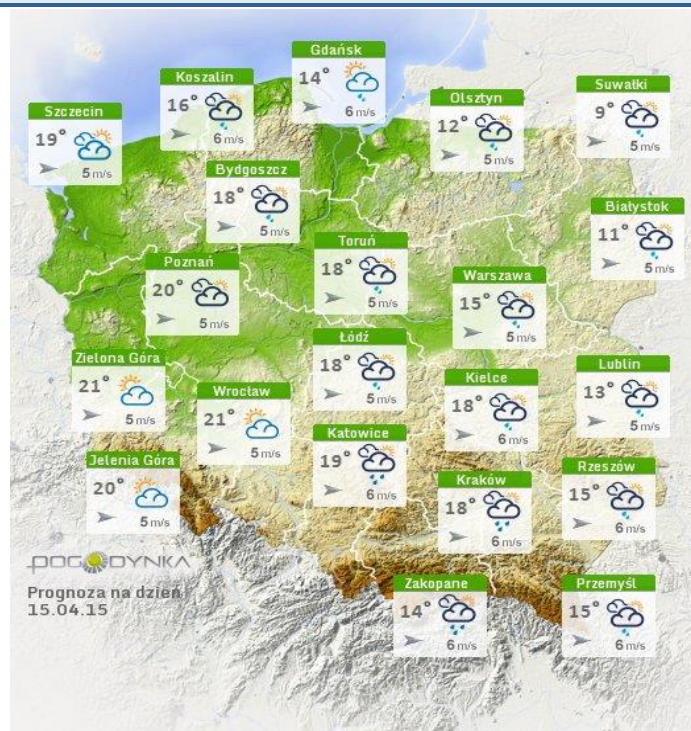 Gdańsk
14°
6 m/s
Koszalin
16°
6 m/s
Suwałki
9°
5 m/s
Olsztyn
12°
5 m/s
Szczecin
19°
5 m/s
Bydgoszcz
18°
5 m/s
Białystok
11°
5 m/s
Toruń
18°
5 m/s
Poznań
20°
5 m/s
Warszawa
15°
5 m/s
Łódź
18°
5 m/s
Zielona Góra
21°
5 m/s
Lublin
13°
5 m/s
Kielce
18°
6 m/s
Wrocław
21°
5 m/s
Katowice
19°
6 m/s
Jelenia Góra
20°
5 m/s
Rzeszów
15°
6 m/s
Kraków
18°
6 m/s
POGODYNKA
Prognoza na dzień
15.04.15
Zakopane
14°
6 m/s
Przemyśl
15°
6 m/s